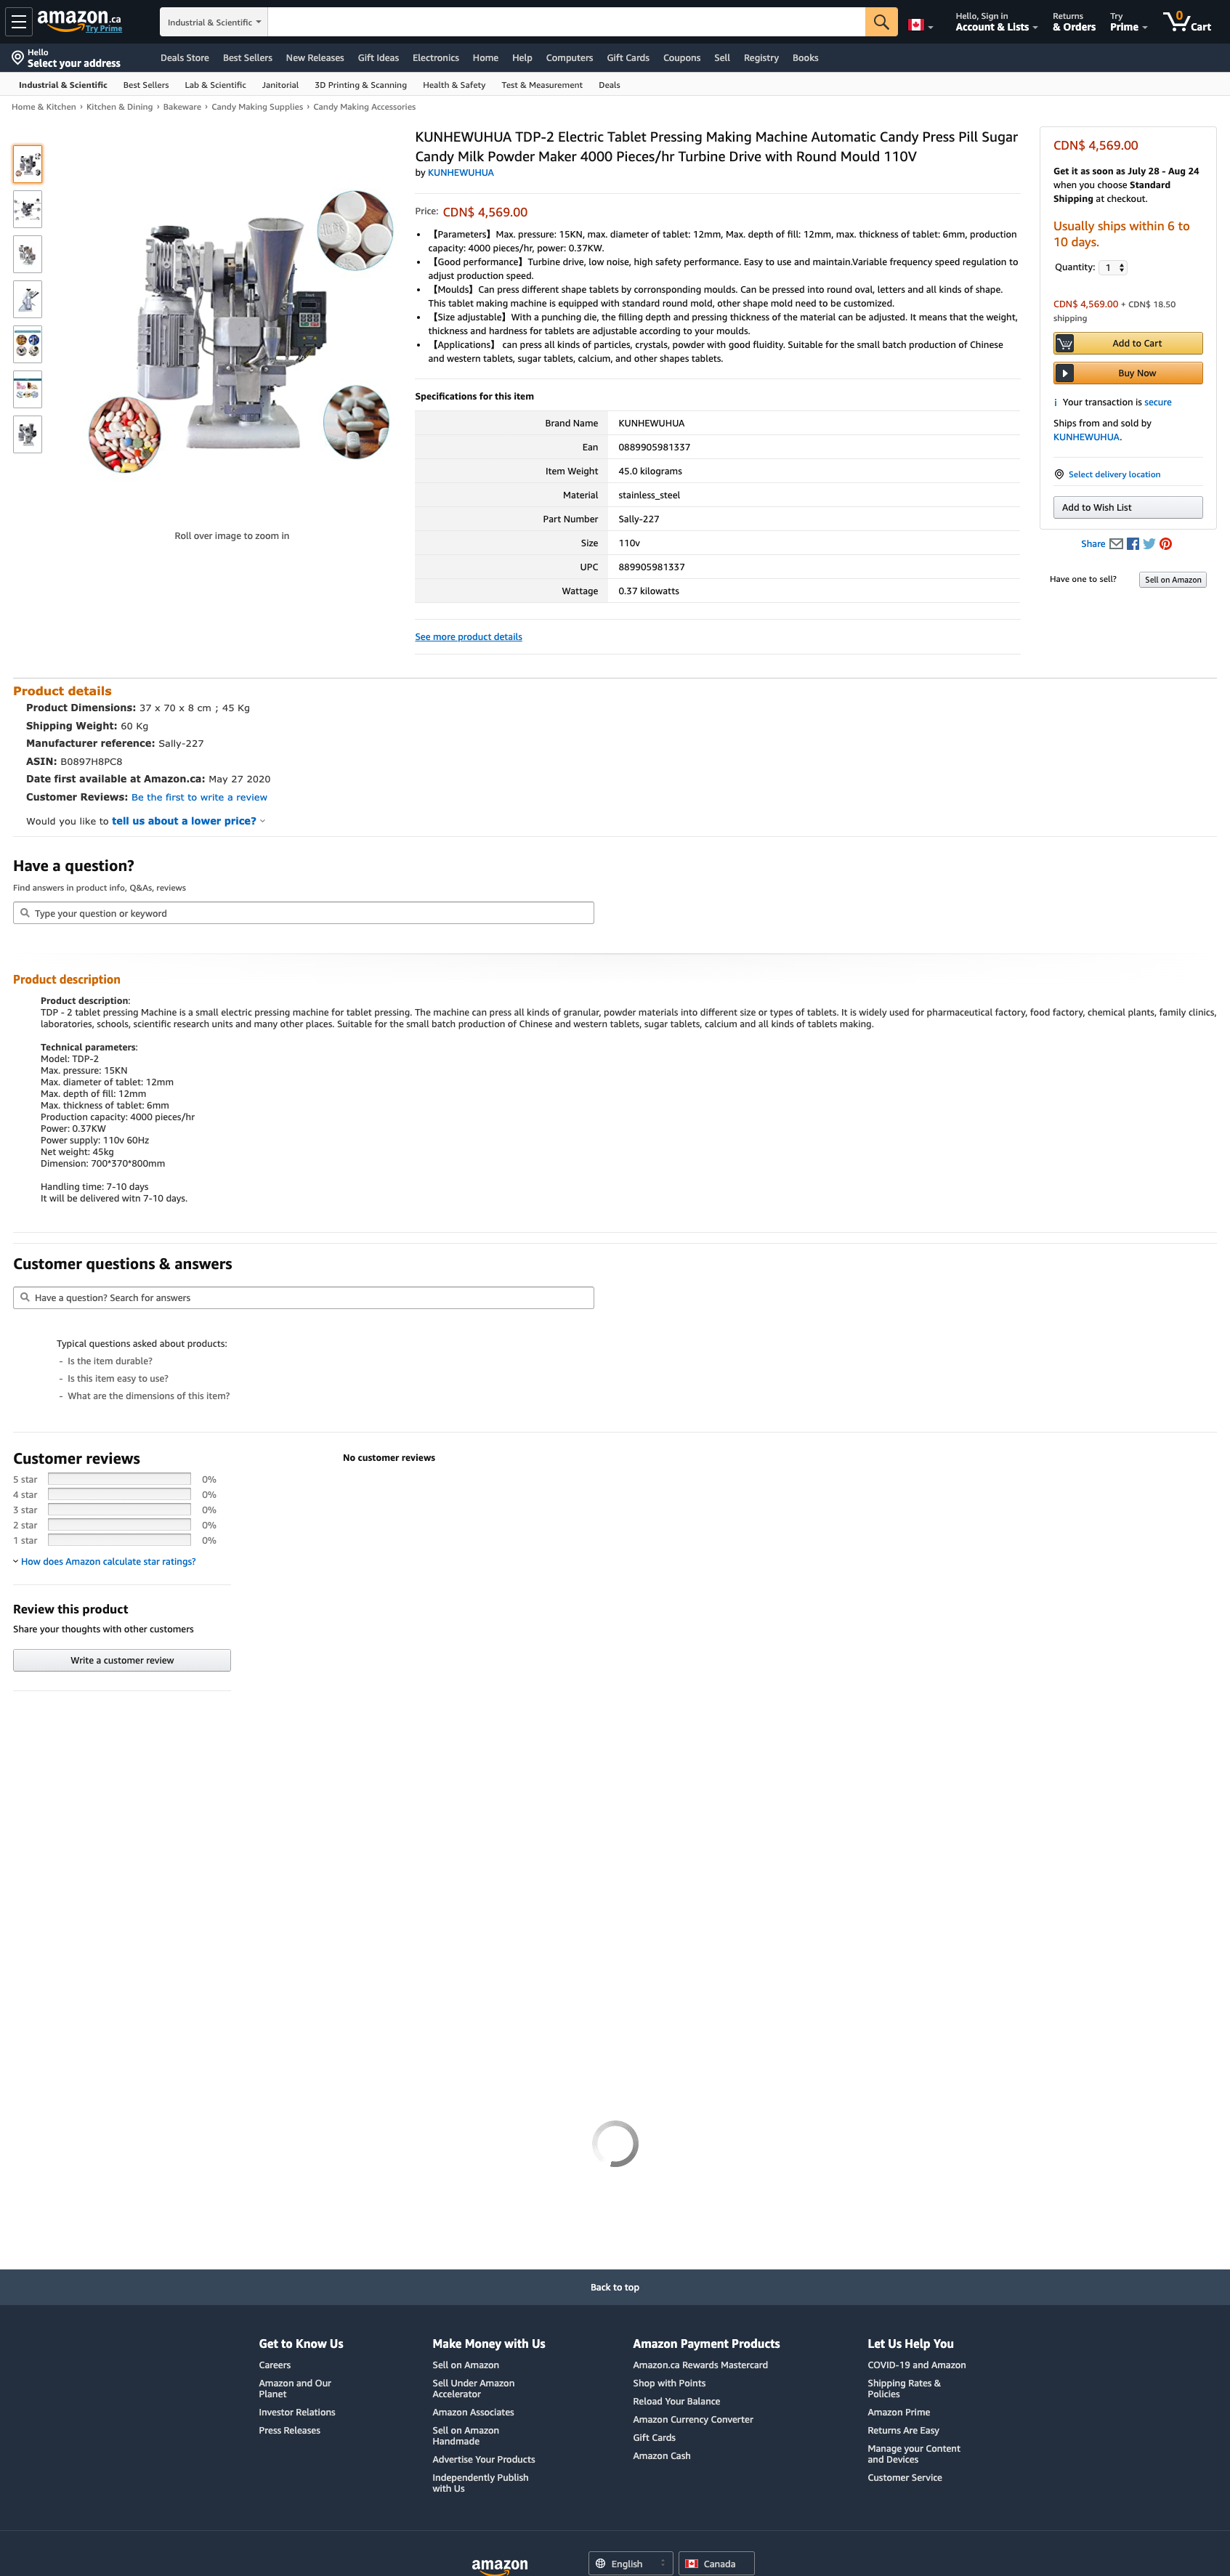 amazon.ca
Try Prime
Industrial & Scientific
Hello, Sign in
Account & Lists
Returns
& Orders
Try
Prime
0
Cart
Hello
Select your address
Deals Store Best Sellers New Releases Gift Ideas Electronics Home Help Computers Gift Cards Coupons Sell Registry Books
Industrial & Scientific Best Sellers Lab & Scientific Janitorial 3D Printing & Scanning Health & Safety Test & Measurement Deals
Home & Kitchen › Kitchen & Dining › Bakeware › Candy Making Supplies › Candy Making Accessories
Roll over image to zoom in
KUNHEWUHUA TDP-2 Electric Tablet Pressing Making Machine Automatic Candy Press Pill Sugar
Candy Milk Powder Maker 4000 Pieces/hr Turbine Drive with Round Mould 110V
by KUNHEWUHUA
Price: CDN$ 4,569.00
• 【Parameters】Max. pressure: 15KN, max. diameter of tablet: 12mm, Max. depth of fill: 12mm, max. thickness of tablet: 6mm, production
capacity: 4000 pieces/hr, power: 0.37KW.
• 【Good performance】Turbine drive, low noise, high safety performance. Easy to use and maintain.Variable frequency speed regulation to
adjust production speed.
• 【Moulds】Can press different shape tablets by corronsponding moulds. Can be pressed into round oval, letters and all kinds of shape.
This tablet making machine is equipped with standard round mold, other shape mold need to be customized.
• 【Size adjustable】With a punching die, the filling depth and pressing thickness of the material can be adjusted. It means that the weight,
thickness and hardness for tablets are adjustable according to your moulds.
• 【Applications】 can press all kinds of particles, crystals, powder with good fluidity. Suitable for the small batch production of Chinese
and western tablets, sugar tablets, calcium, and other shapes tablets.
Specifications for this item
Brand Name KUNHEWUHUA
Ean 0889905981337
Item Weight 45.0 kilograms
Material stainless_steel
Part Number Sally-227
Size 110v
UPC 889905981337
Wattage 0.37 kilowatts
See more product details
CDN$ 4,569.00
Get it as soon as July 28 - Aug 24
when you choose Standard
Shipping at checkout.
Usually ships within 6 to
10 days.
Quantity: 1
CDN$ 4,569.00 + CDN$ 18.50
shipping
Add to Cart
Buy Now
Your transaction is secure
Ships from and sold by
KUNHEWUHUA.
Select delivery location
Add to Wish List
Share
Have one to sell? Sell on Amazon
Product details
Product Dimensions: 37 x 70 x 8 cm ; 45 Kg
Shipping Weight: 60 Kg
Manufacturer reference: Sally-227
ASIN: B0897H8PC8
Date first available at Amazon.ca: May 27 2020
Customer Reviews: Be the first to write a review
Would you like to tell us about a lower price?
Have a question?
Find answers in product info, Q&As, reviews
Type your question or keyword
Product description
Product description:
TDP - 2 tablet pressing Machine is a small electric pressing machine for tablet pressing. The machine can press all kinds of granular, powder materials into different size or types of tablets. It is widely used for pharmaceutical factory, food factory, chemical plants, family clinics,
laboratories, schools, scientific research units and many other places. Suitable for the small batch production of Chinese and western tablets, sugar tablets, calcium and all kinds of tablets making.
Technical parameters:
Model: TDP-2
Max. pressure: 15KN
Max. diameter of tablet: 12mm
Max. depth of fill: 12mm
Max. thickness of tablet: 6mm
Production capacity: 4000 pieces/hr
Power: 0.37KW
Power supply: 110v 60Hz
Net weight: 45kg
Dimension: 700*370*800mm
Handling time: 7-10 days
It will be delivered witn 7-10 days.
Customer questions & answers
Have a question? Search for answers
Typical questions asked about products:
- Is the item durable?
- Is this item easy to use?
- What are the dimensions of this item?
Customer reviews
5 star 0%
4 star 0%
3 star 0%
2 star 0%
1 star 0%
How does Amazon calculate star ratings?
Review this product
Share your thoughts with other customers
Write a customer review
No customer reviews
Back to top
Get to Know Us
Careers
Amazon and Our
Planet
Investor Relations
Press Releases
Make Money with Us
Sell on Amazon
Sell Under Amazon
Accelerator
Amazon Associates
Sell on Amazon
Handmade
Advertise Your Products
Independently Publish
with Us
Amazon Payment Products
Amazon.ca Rewards Mastercard
Shop with Points
Reload Your Balance
Amazon Currency Converter
Gift Cards
Amazon Cash
Let Us Help You
COVID-19 and Amazon
Shipping Rates &
Policies
Amazon Prime
Returns Are Easy
Manage your Content
and Devices
Customer Service
amazon
English
Canada